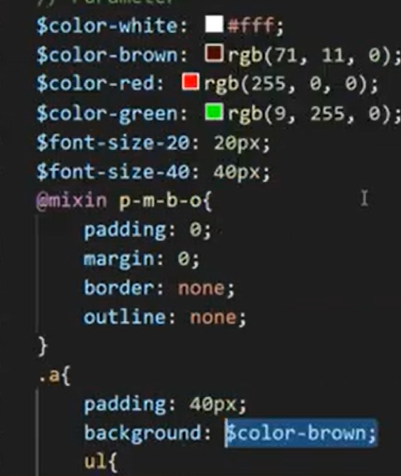 // Parameter
$color-white: #fff;
$color-brown: rgb(71, 11, 0);
$color-red: rgb(255, 0, 0);
$color-green: rgb(9, 255, 0);
$font-size-20: 20px;
$font-size-40: 40px;
@mixin p-m-b-o{
padding: 0;
margin: 0;
border: none;
outline: none;
}
.a{
padding: 40px;
background: $color-brown;
ul{